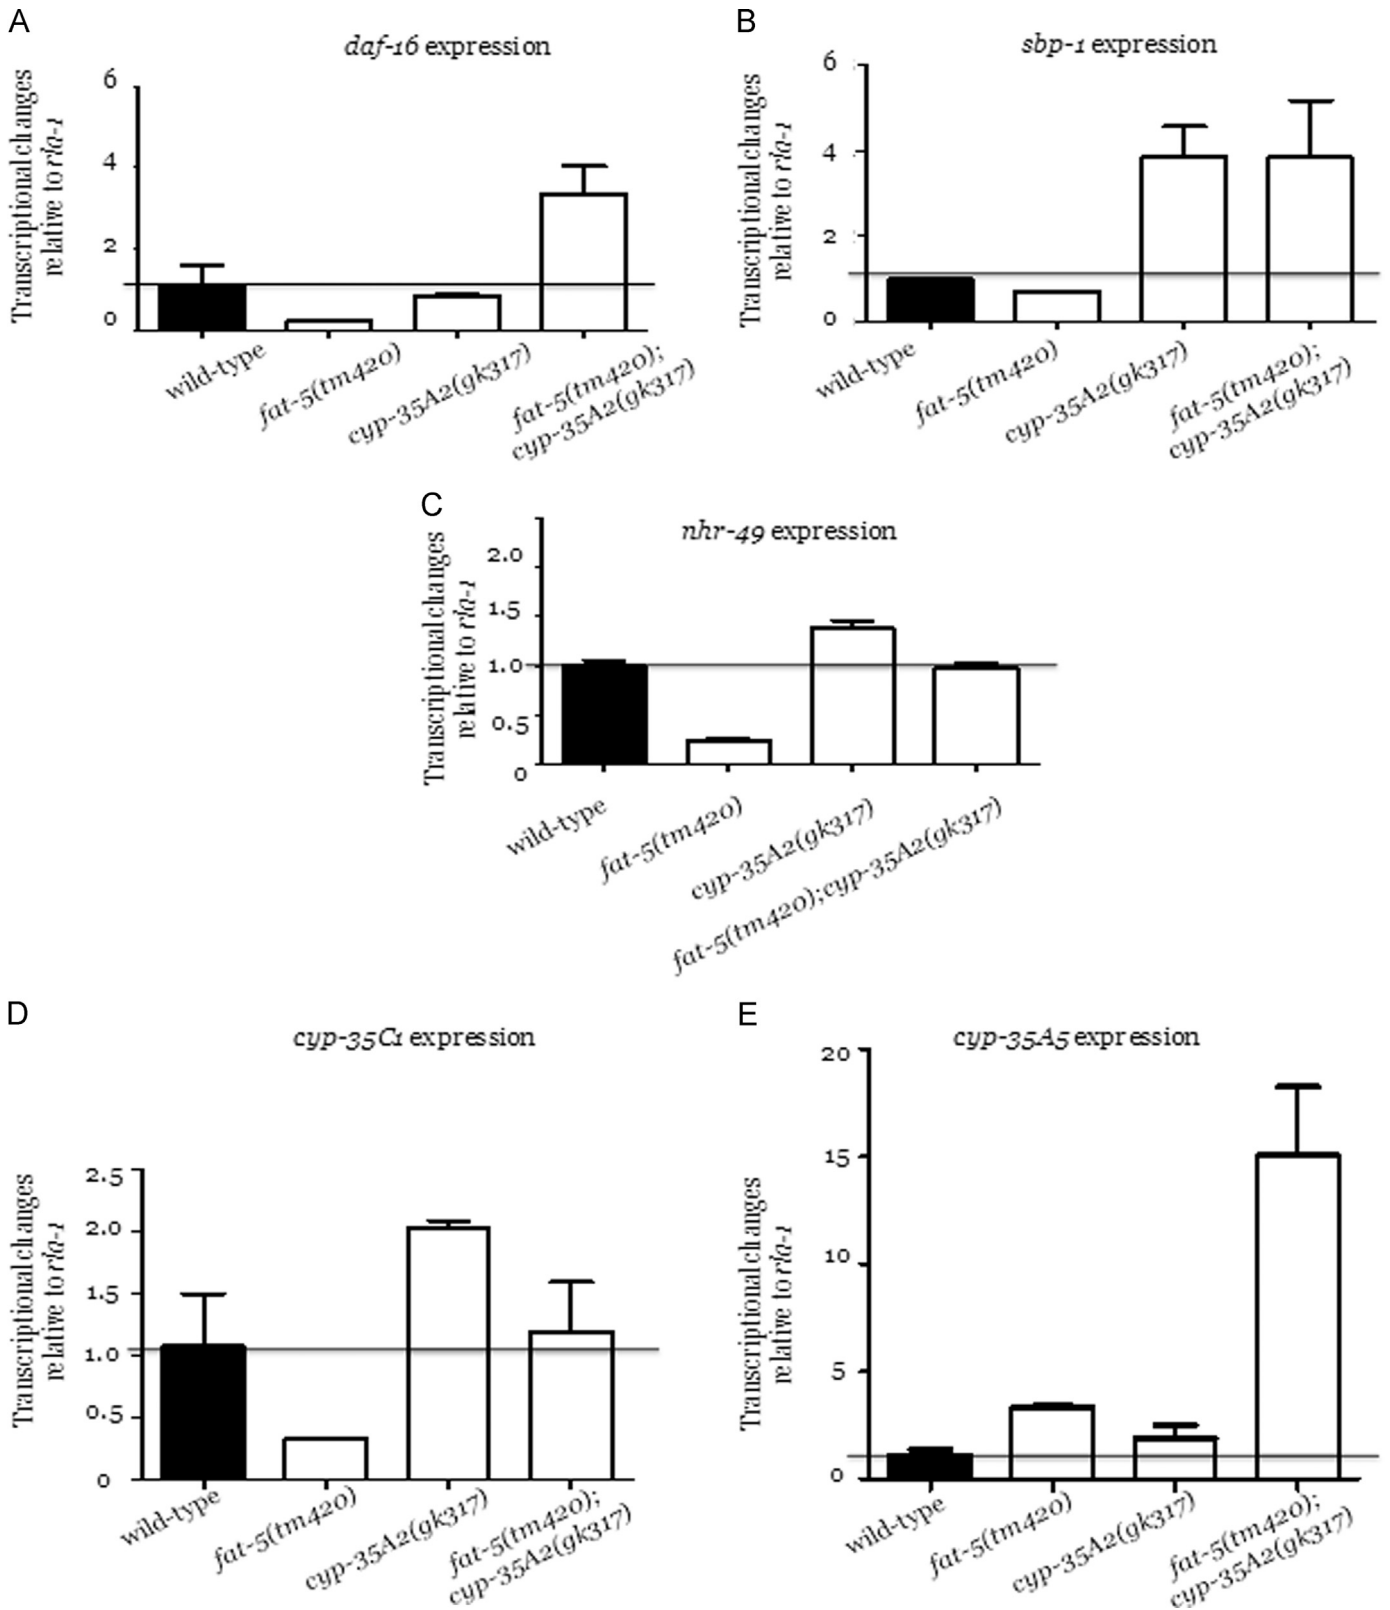 A
daf-16 expression
Transcriptional changes
relative to rla-1
6
4
2
0
wild-type
fat-5(tm420)
cyp-35A2(gk317)
fat-5(tm420);
cyp-35A2(gk317)
B
sbp-1 expression
Transcriptional changes
relative to rla-1
6
4
2
0
wild-type
fat-5(tm420)
cyp-35A2(gk317)
fat-5(tm420);
cyp-35A2(gk317)
C
nhr-49 expression
Transcriptional changes
relative to rla-1
2.0
1.5
1.0
0.5
0
wild-type
fat-5(tm420)
cyp-35A2(gk317)
fat-5(tm420);cyp-35A2(gk317)
D
cyp-35C1 expression
Transcriptional changes
relative to rla-1
2.5
2.0
1.5
1.0
0.5
0
wild-type
fat-5(tm420)
cyp-35A2(gk317)
fat-5(tm420);
cyp-35A2(gk317)
E
cyp-35A5 expression
Transcriptional changes
relative to rla-1
20
15
10
5
0
wild-type
fat-5(tm420)
cyp-35A2(gk317)
fat-5(tm420);
cyp-35A2(gk317)